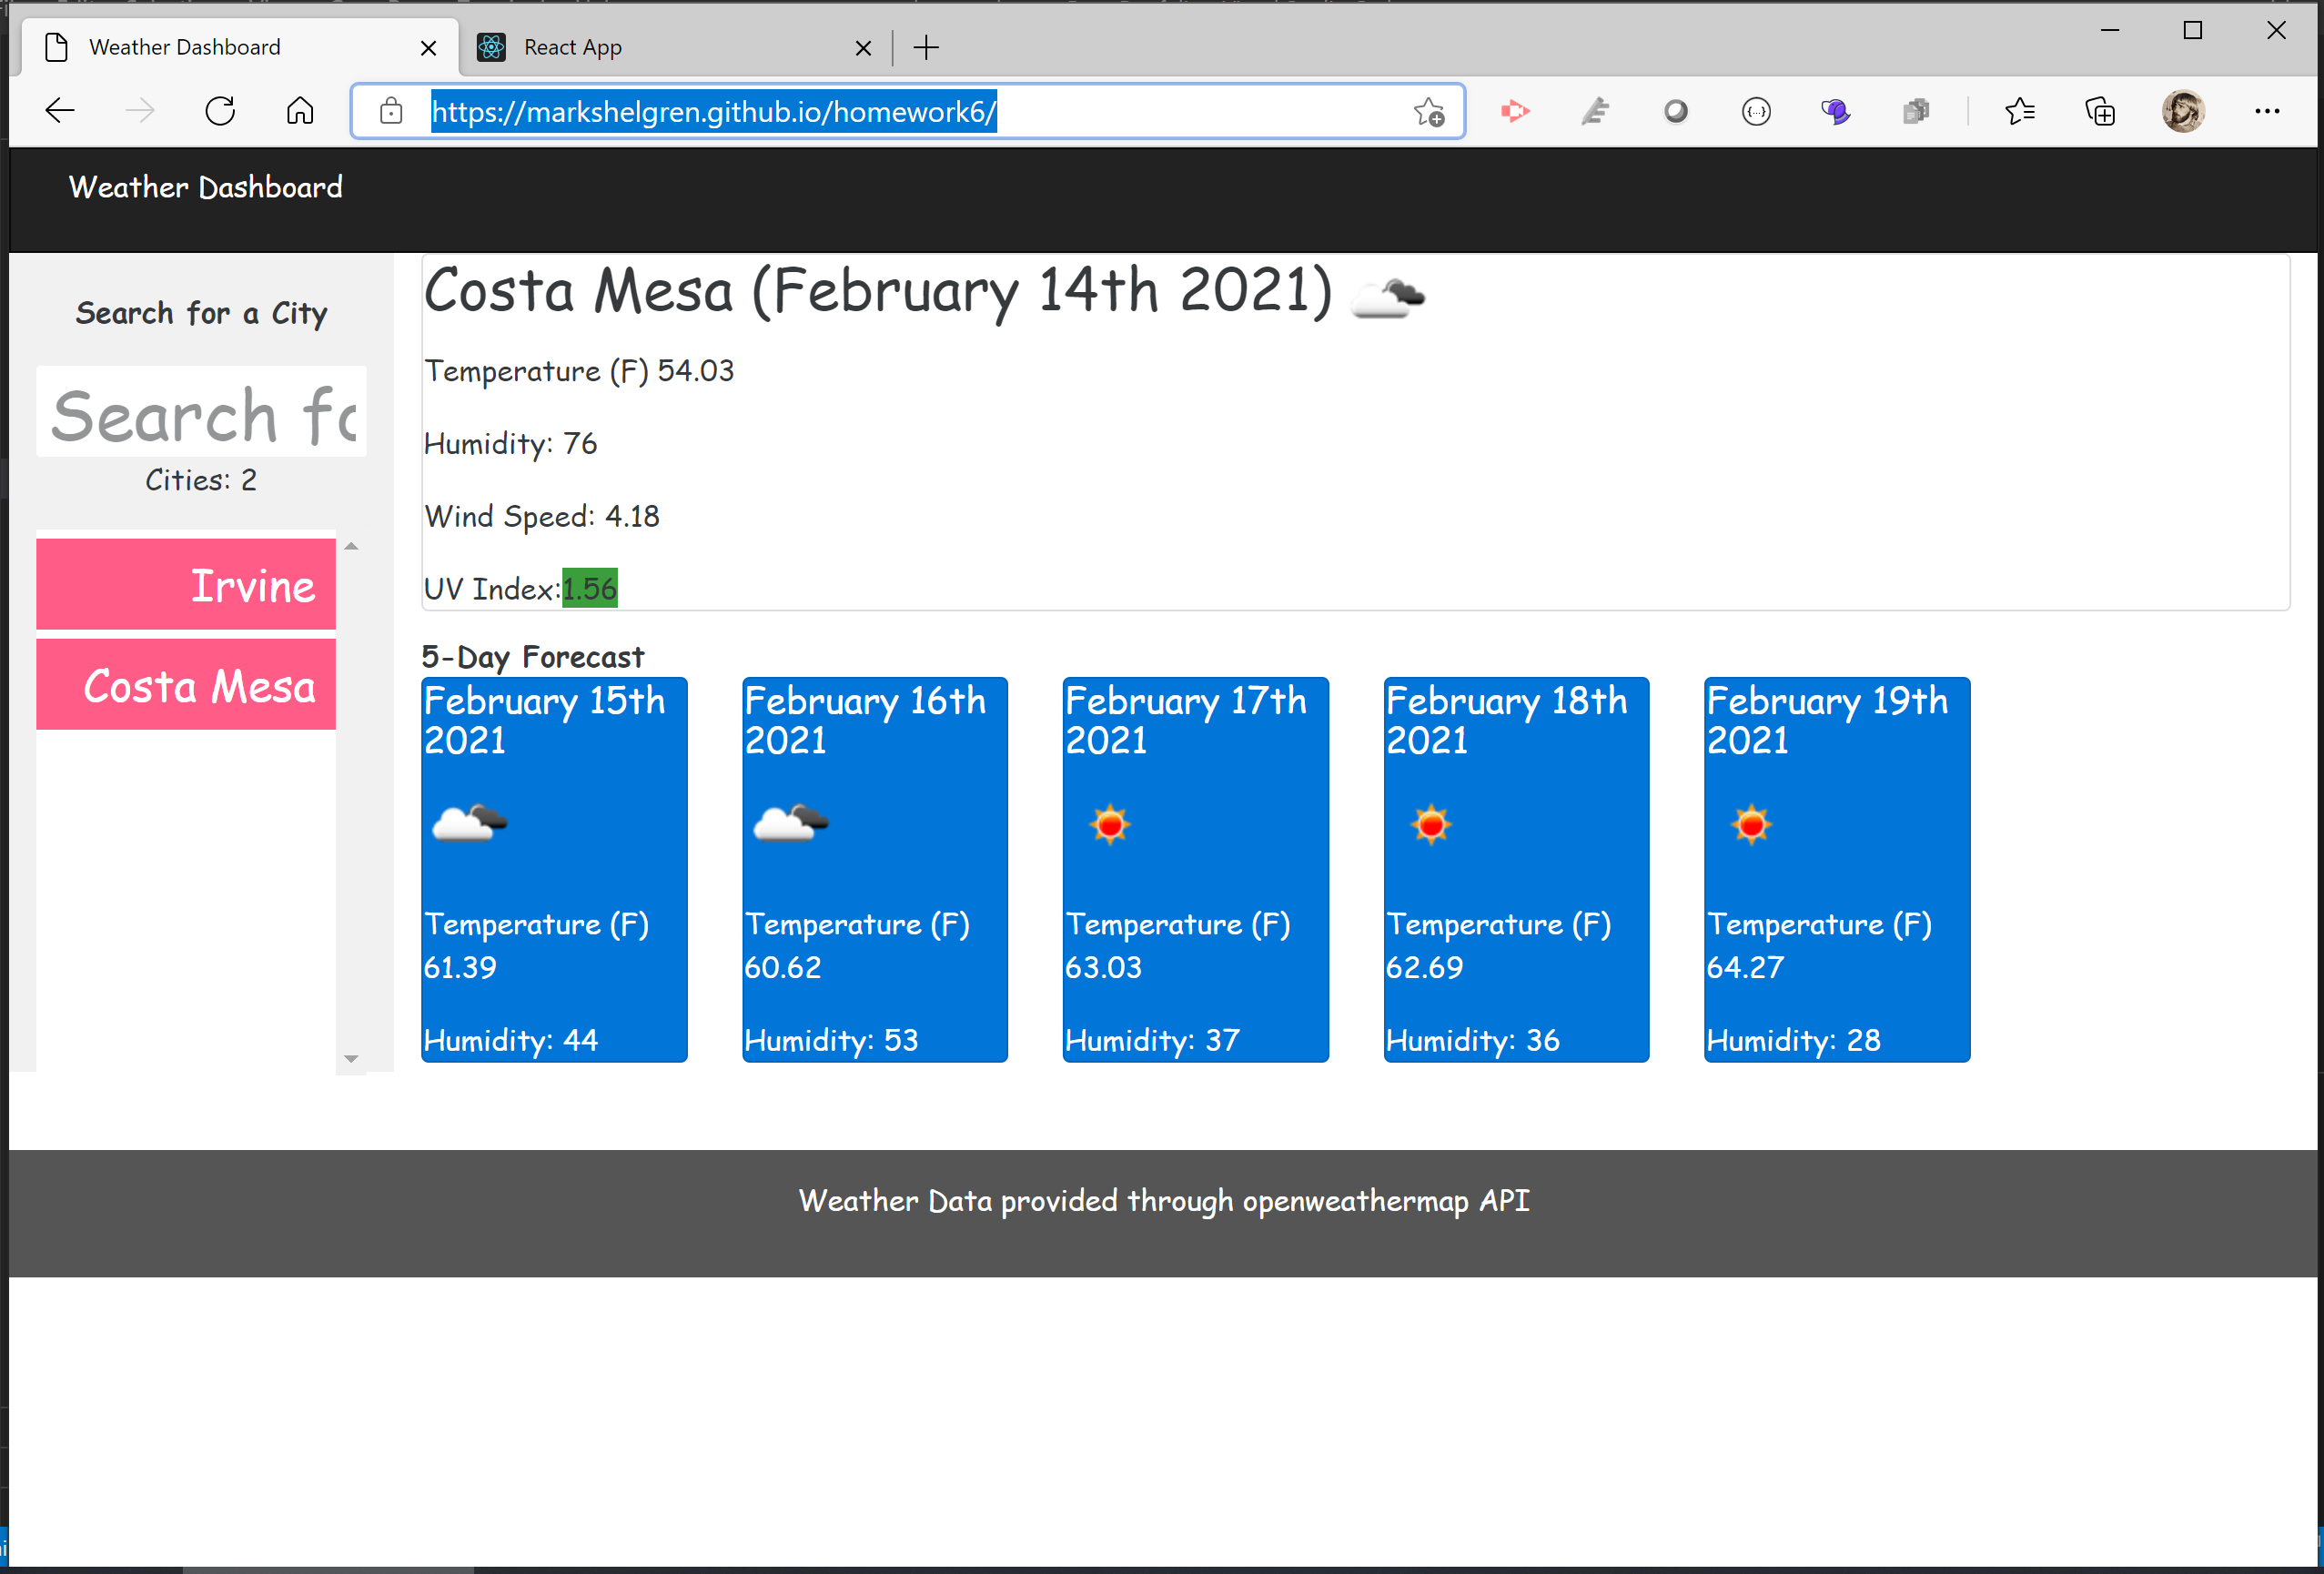 Weather Dashboard
React App
https://markshelgren.github.io/homework6/
Weather Dashboard
Search for a City
Search fo
Cities: 2
Irvine
Costa Mesa
Costa Mesa (February 14th 2021)
Temperature (F) 54.03
Humidity: 76
Wind Speed: 4.18
UV Index:1.56
5-Day Forecast
February 15th
2021
Temperature (F)
61.39
Humidity: 44
February 16th
2021
Temperature (F)
60.62
Humidity: 53
February 17th
2021
Temperature (F)
63.03
Humidity: 37
February 18th
2021
Temperature (F)
62.69
Humidity: 36
February 19th
2021
Temperature (F)
64.27
Humidity: 28
Weather Data provided through openweathermap API